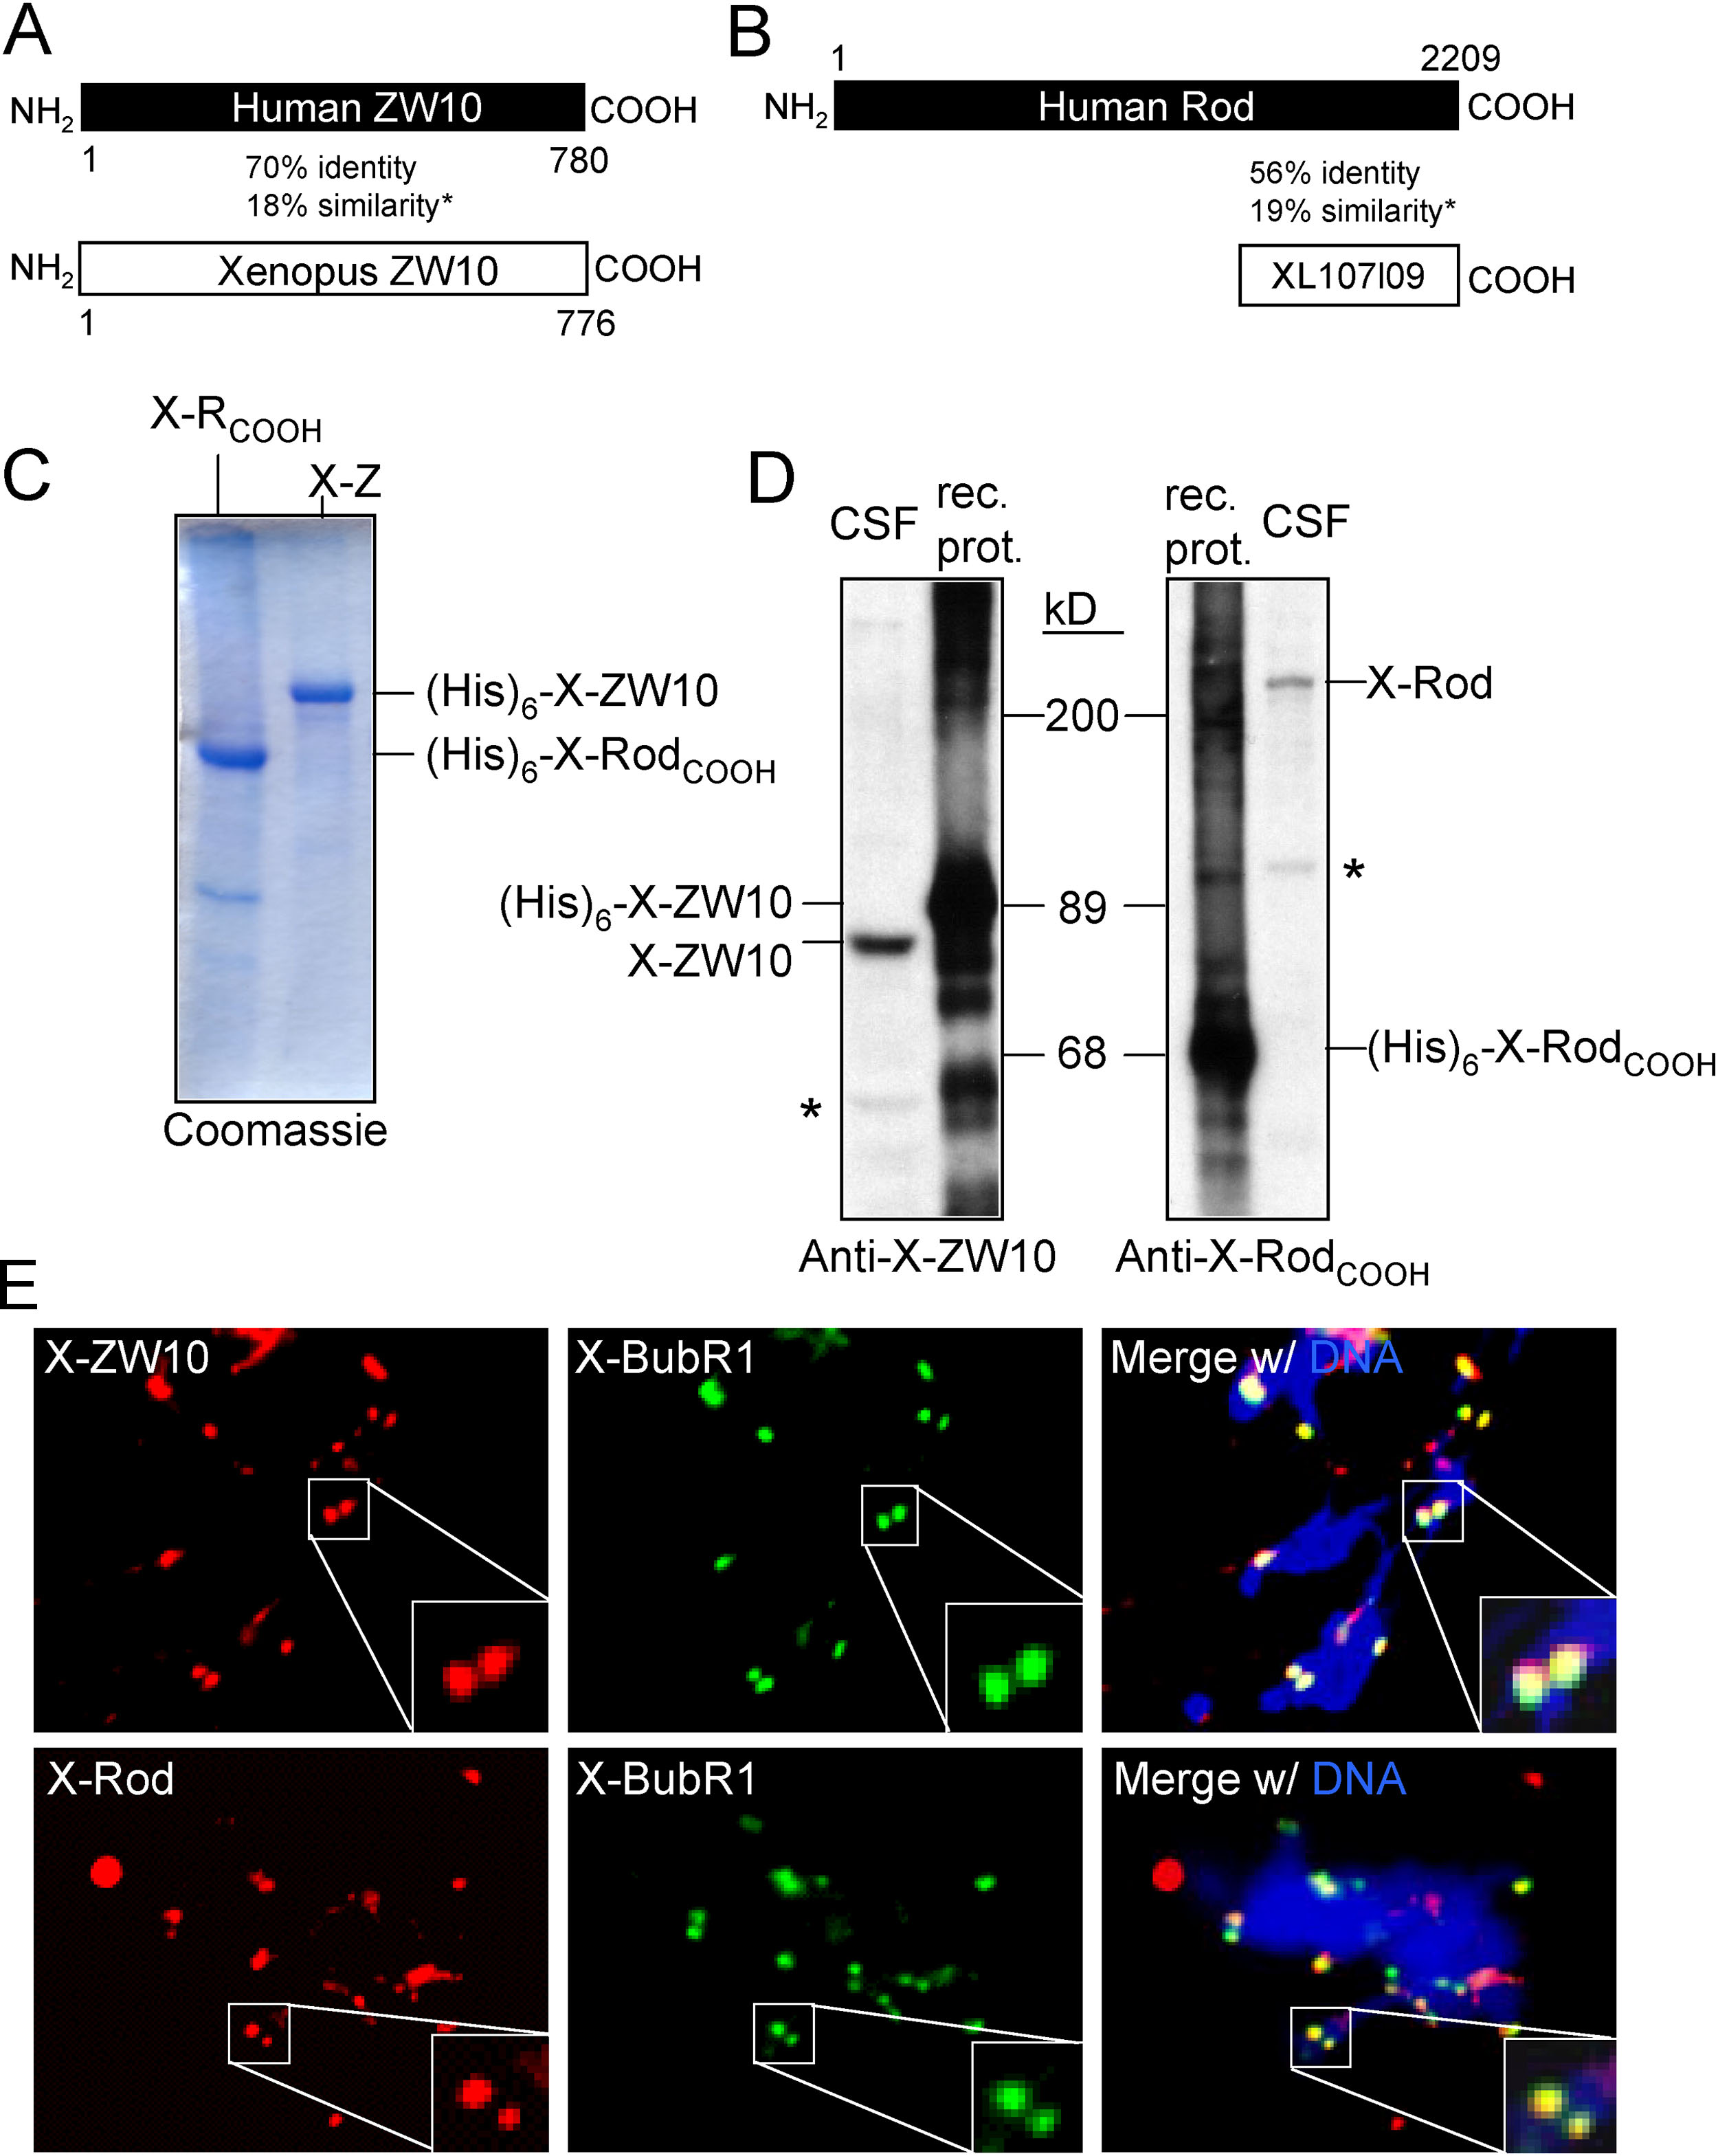 A
NH2 Human ZW10 COOH
1 780
70% identity
18% similarity*
NH2 Xenopus ZW10 COOH
1 776
B
1 2209
NH2 Human Rod COOH
56% identity
19% similarity*
XL107I09 COOH
C
X-RCOOH
X-Z
(His)6-X-ZW10
(His)6-X-RodCOOH
Coomassie
D
CSF
rec.
prot.
rec.
prot.
CSF
kD
X-Rod
200
*
(His)6-X-ZW10
89
X-ZW10
68
(His)6-X-RodCOOH
*
Anti-X-ZW10
Anti-X-RodCOOH
E
X-ZW10
X-BubR1
Merge w/ DNA
X-Rod
X-BubR1
Merge w/ DNA